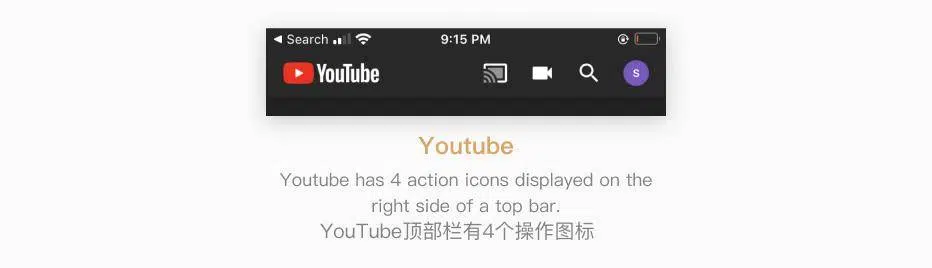 ◀ Search 9:15 PM
YouTube S
Youtube
Youtube has 4 action icons displayed on the
right side of a top bar.
YouTube顶部栏有4个操作图标